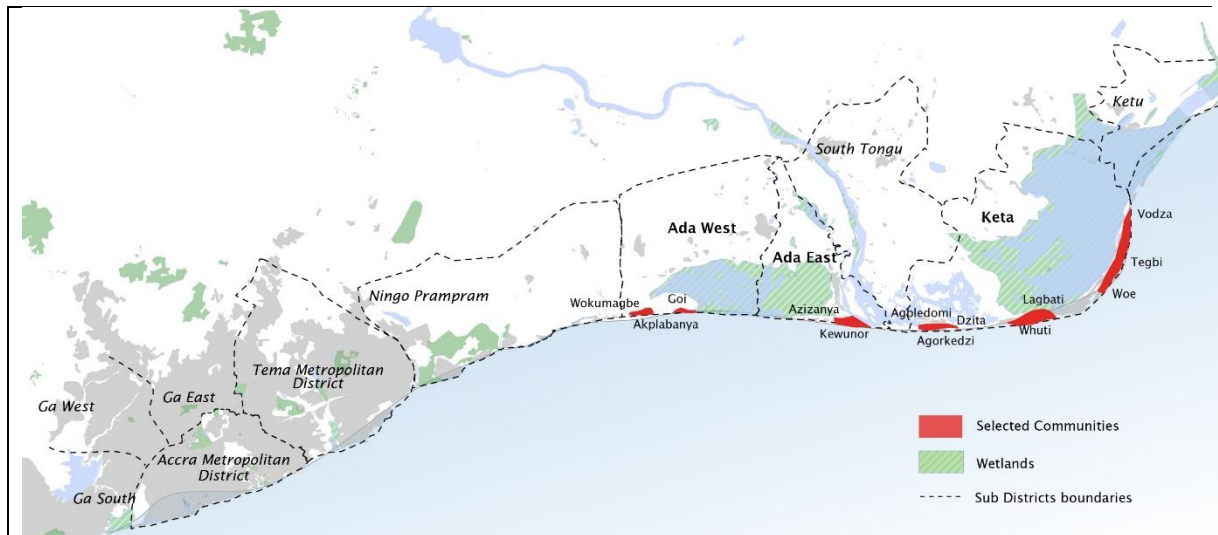 Ketu
South Tongu
Vodza
Keta
Ada West
Ada East
Tegbi
Ningo Prampram
Wokumagbe
Goi
Azizanya
Agbledomi
Dzita
Lagbati
Woe
Akplabanya
Kewunor
Agorkedzi
Whuti
Tema Metropolitan
District
Ga West
Ga East
Accra Metropolitan
District
Ga South
Selected Communities
Wetlands
Sub Districts boundaries